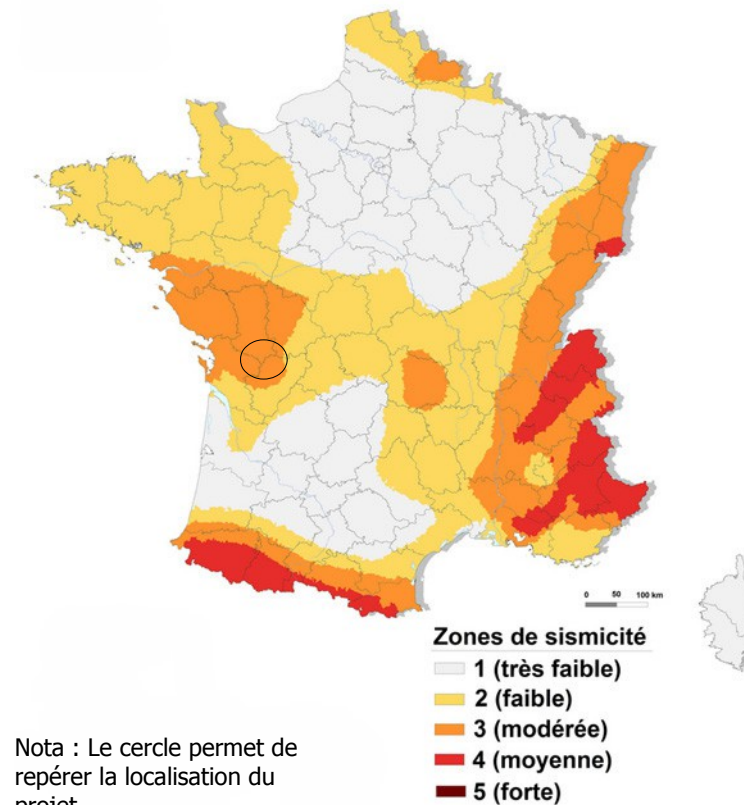 0 50 100 km
Zones de sismicité
1 (très faible)
2 (faible)
3 (modérée)
4 (moyenne)
5 (forte)
Nota : Le cercle permet de
repérer la localisation du
projet